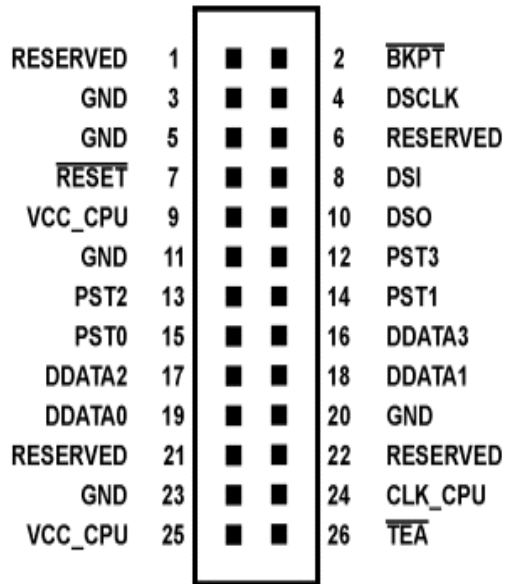 RESERVED 1 2 BKPT
GND 3 4 DSCLK
GND 5 6 RESERVED
RESET 7 8 DSI
VCC_CPU 9 10 DSO
GND 11 12 PST3
PST2 13 14 PST1
PST0 15 16 DDATA3
DDATA2 17 18 DDATA1
DDATA0 19 20 GND
RESERVED 21 22 RESERVED
GND 23 24 CLK_CPU
VCC_CPU 25 26 TEA